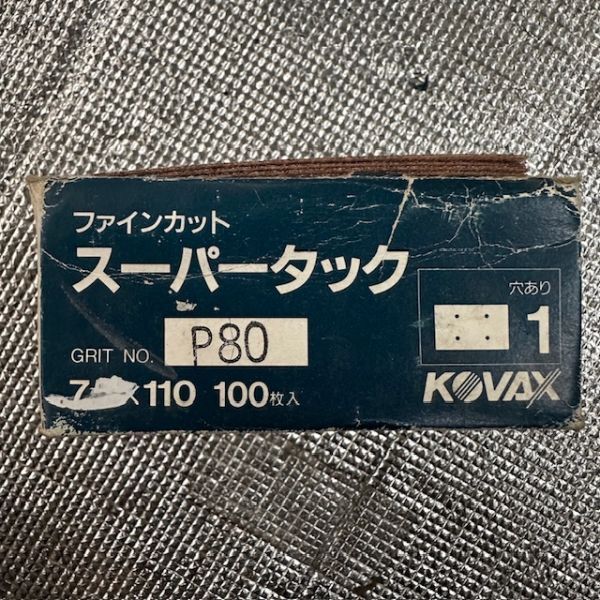 ファインカット
スーパータック
穴あり
1
GRIT NO. P80
×110 100枚入
KOVAX